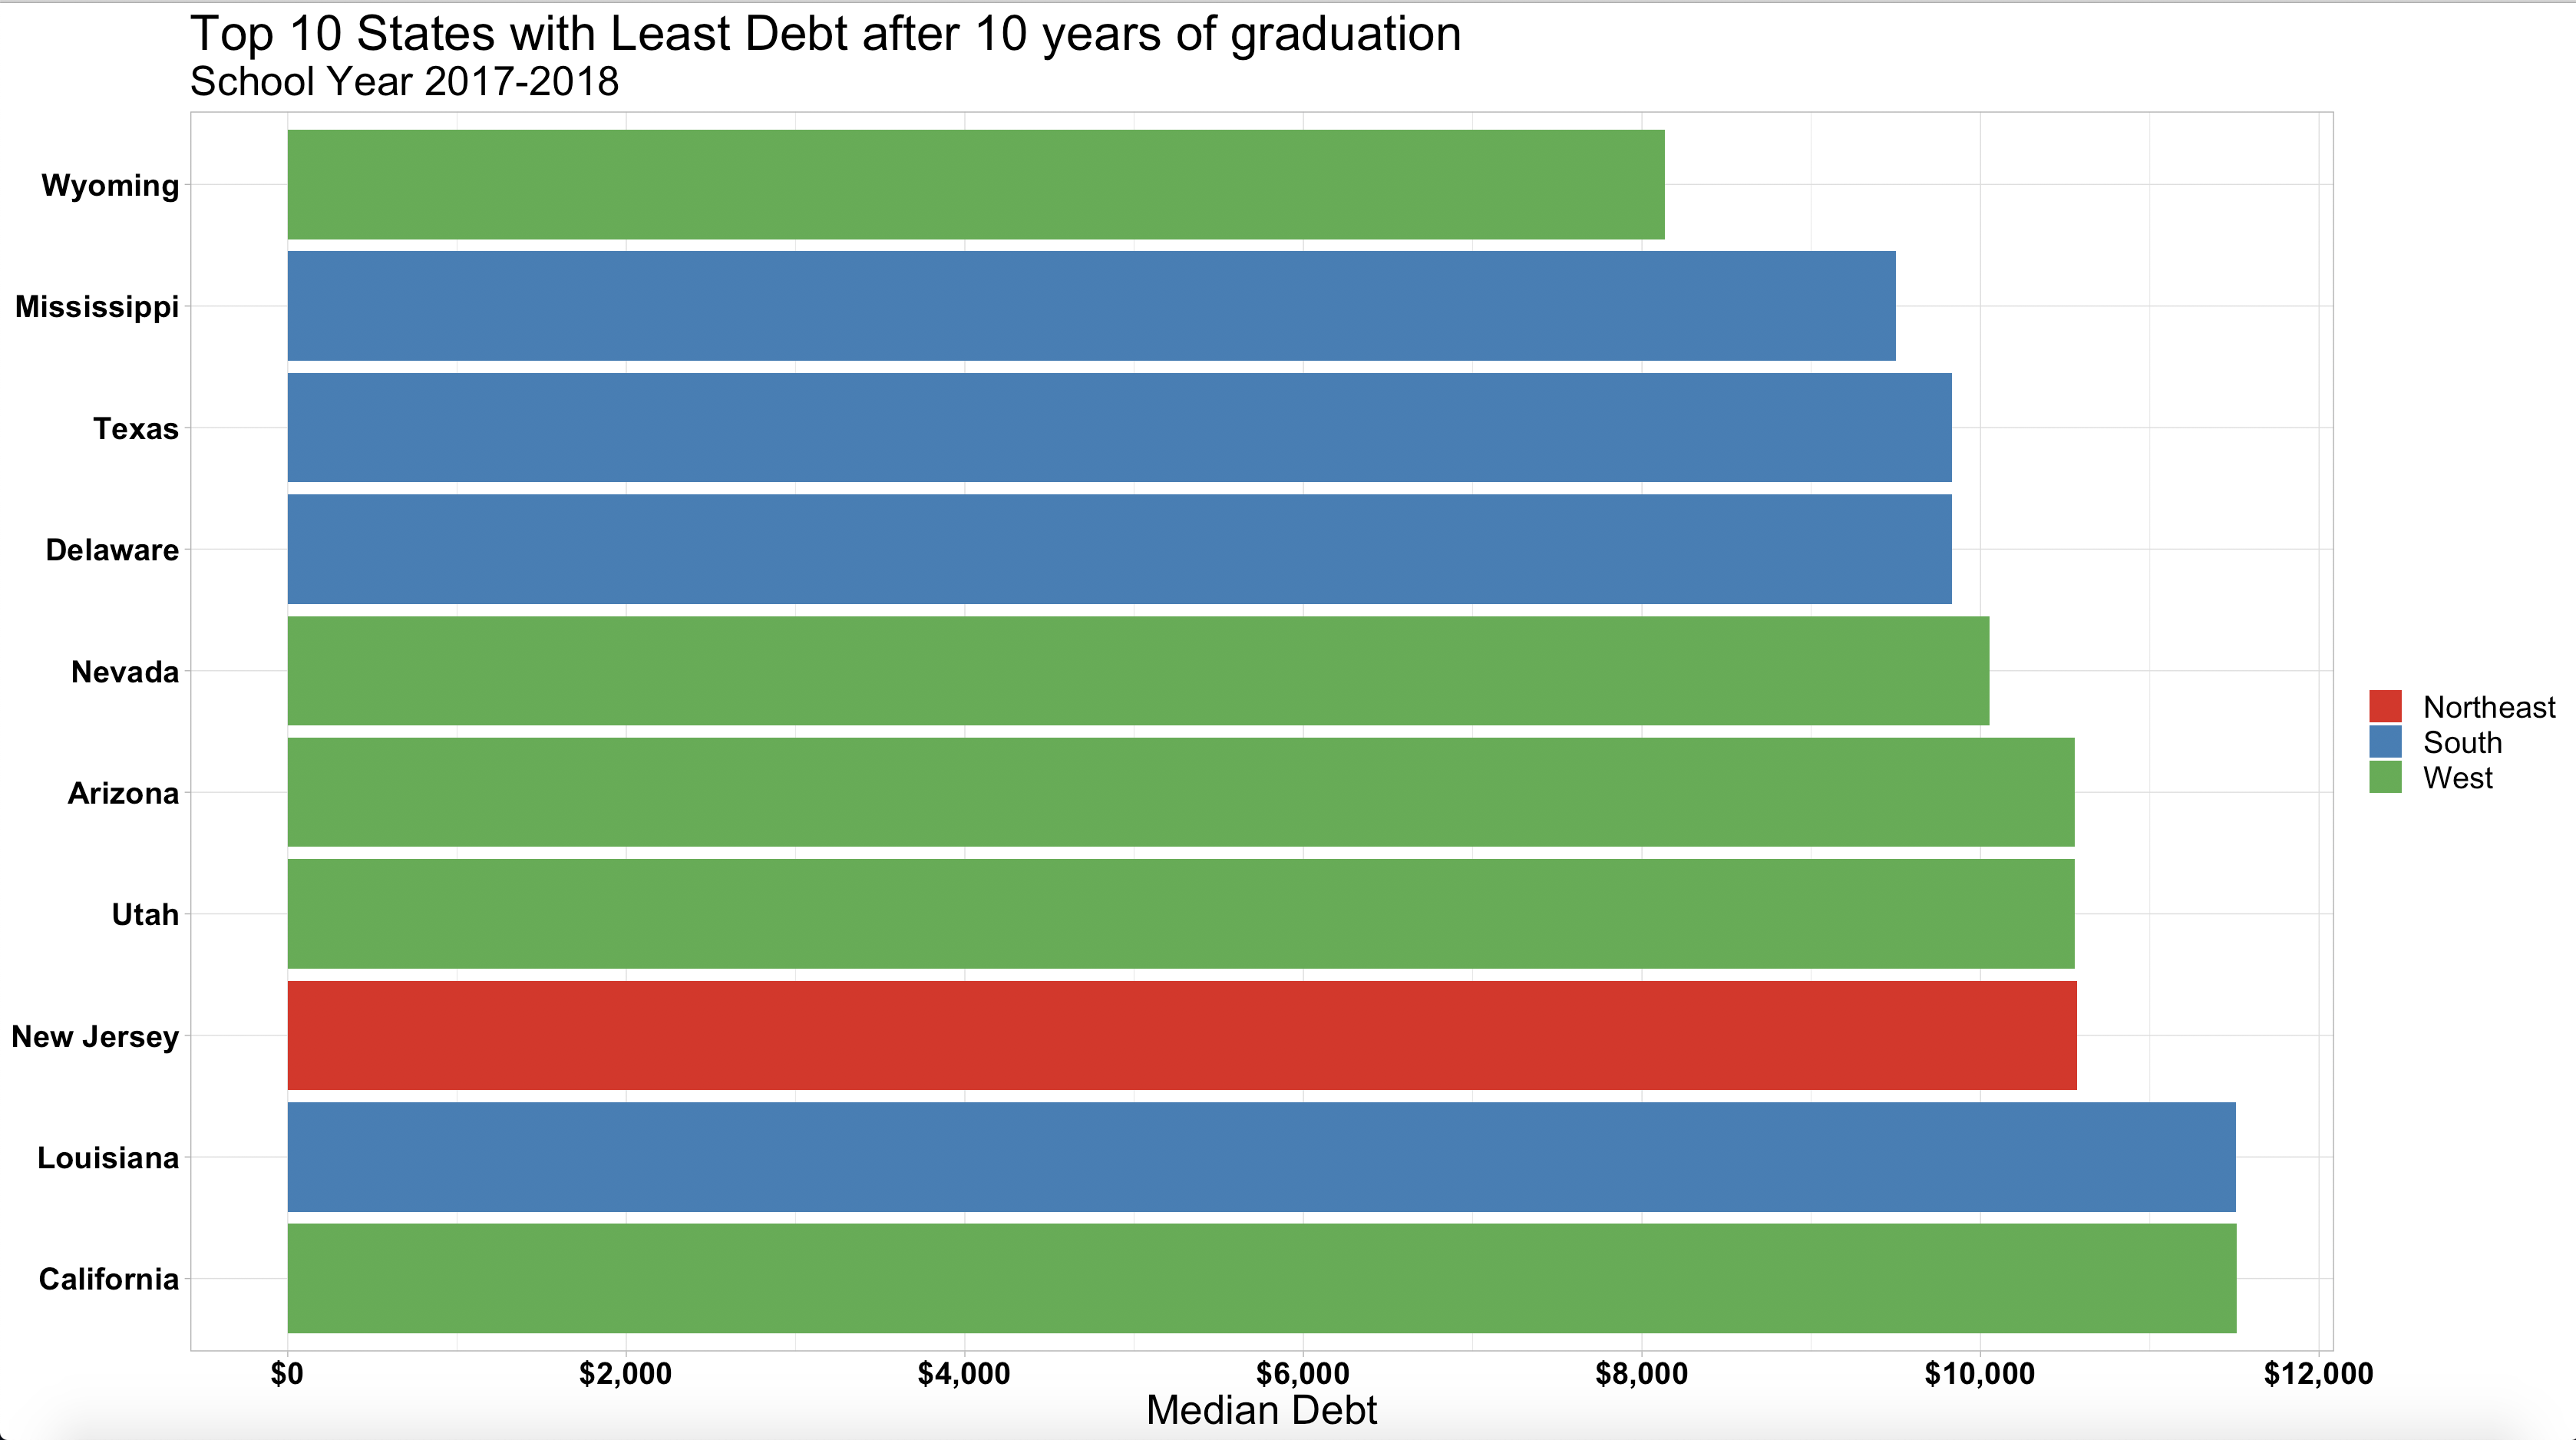 Top 10 States with Least Debt after 10 years of graduation
School Year 2017-2018
Wyoming
Mississippi
Texas
Delaware
Nevada
Arizona
Utah
New Jersey
Louisiana
California
$0 $2,000 $4,000 $6,000 $8,000 $10,000 $12,000
Median Debt
Northeast
South
West